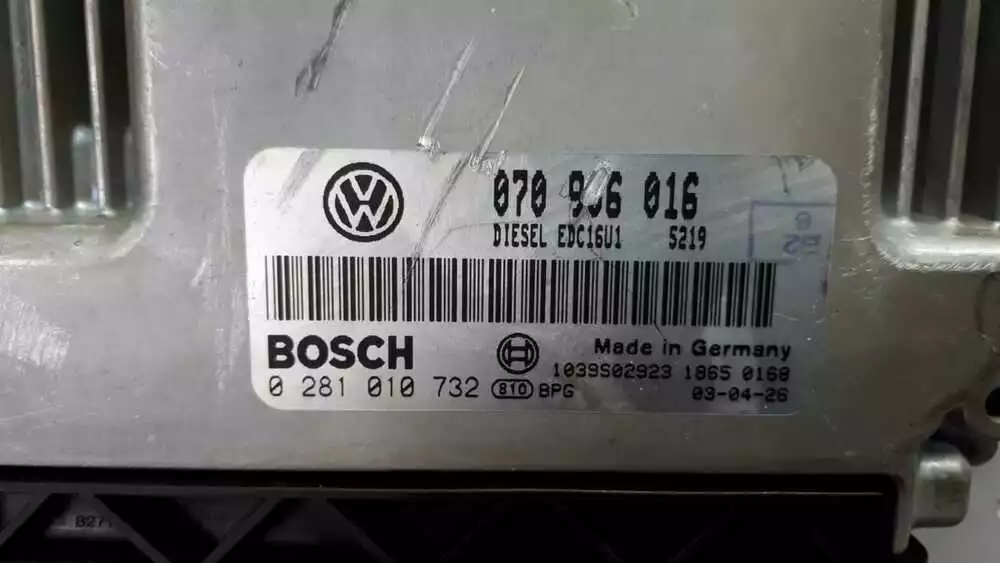 070 906 016
DIESEL EDC16U1 5219
BOSCH
Made in Germany
1039S02923 1865 0168
0 281 010 732 810 BPG 03-04-26